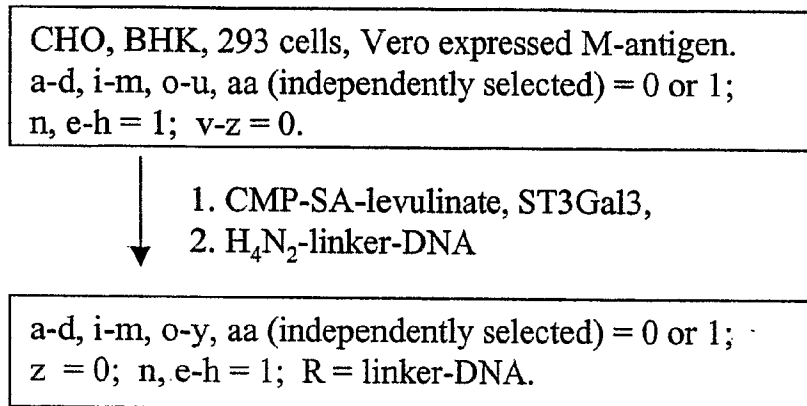 CHO, BHK, 293 cells, Vero expressed M-antigen.
a-d, i-m, o-u, aa (independently selected) = 0 or 1;
n, e-h = 1; v-z = 0.
1. CMP-SA-levulinate, ST3Gal3,
2. H₄N₂-linker-DNA
a-d, i-m, o-y, aa (independently selected) = 0 or 1;
z = 0; n, e-h = 1; R = linker-DNA.